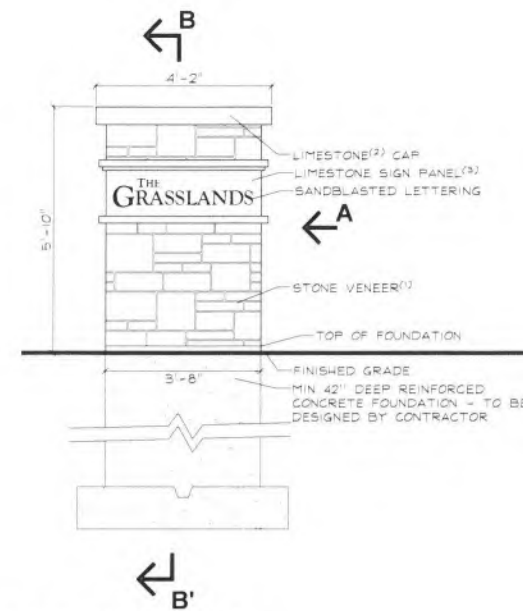 B
4'-2"
LIMESTONE(2) CAP
LIMESTONE SIGN PANEL(3)
SANDBLASTED LETTERING
THE
GRASSLANDS
A
5'-10"
STONE VENEER(1)
TOP OF FOUNDATION
FINISHED GRADE
3'-8"
MIN 42" DEEP REINFORCED
CONCRETE FOUNDATION - TO BE
DESIGNED BY CONTRACTOR
B'